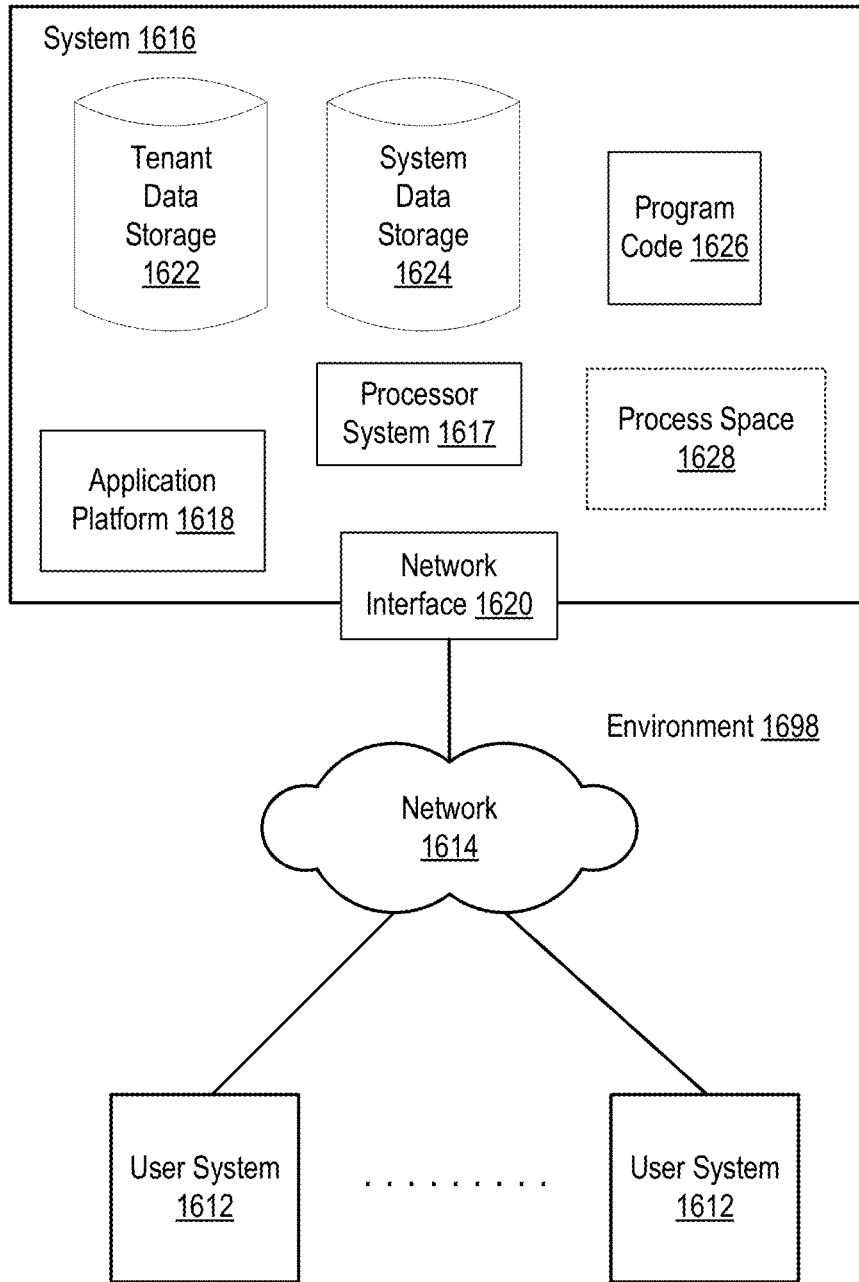 System 1616
Tenant
Data
Storage
1622
System
Data
Storage
1624
Program
Code 1626
Processor
System 1617
Process Space
1628
Application
Platform 1618
Network
Interface 1620
Environment 1698
Network
1614
User System
1612
. . . . . . . . .
User System
1612